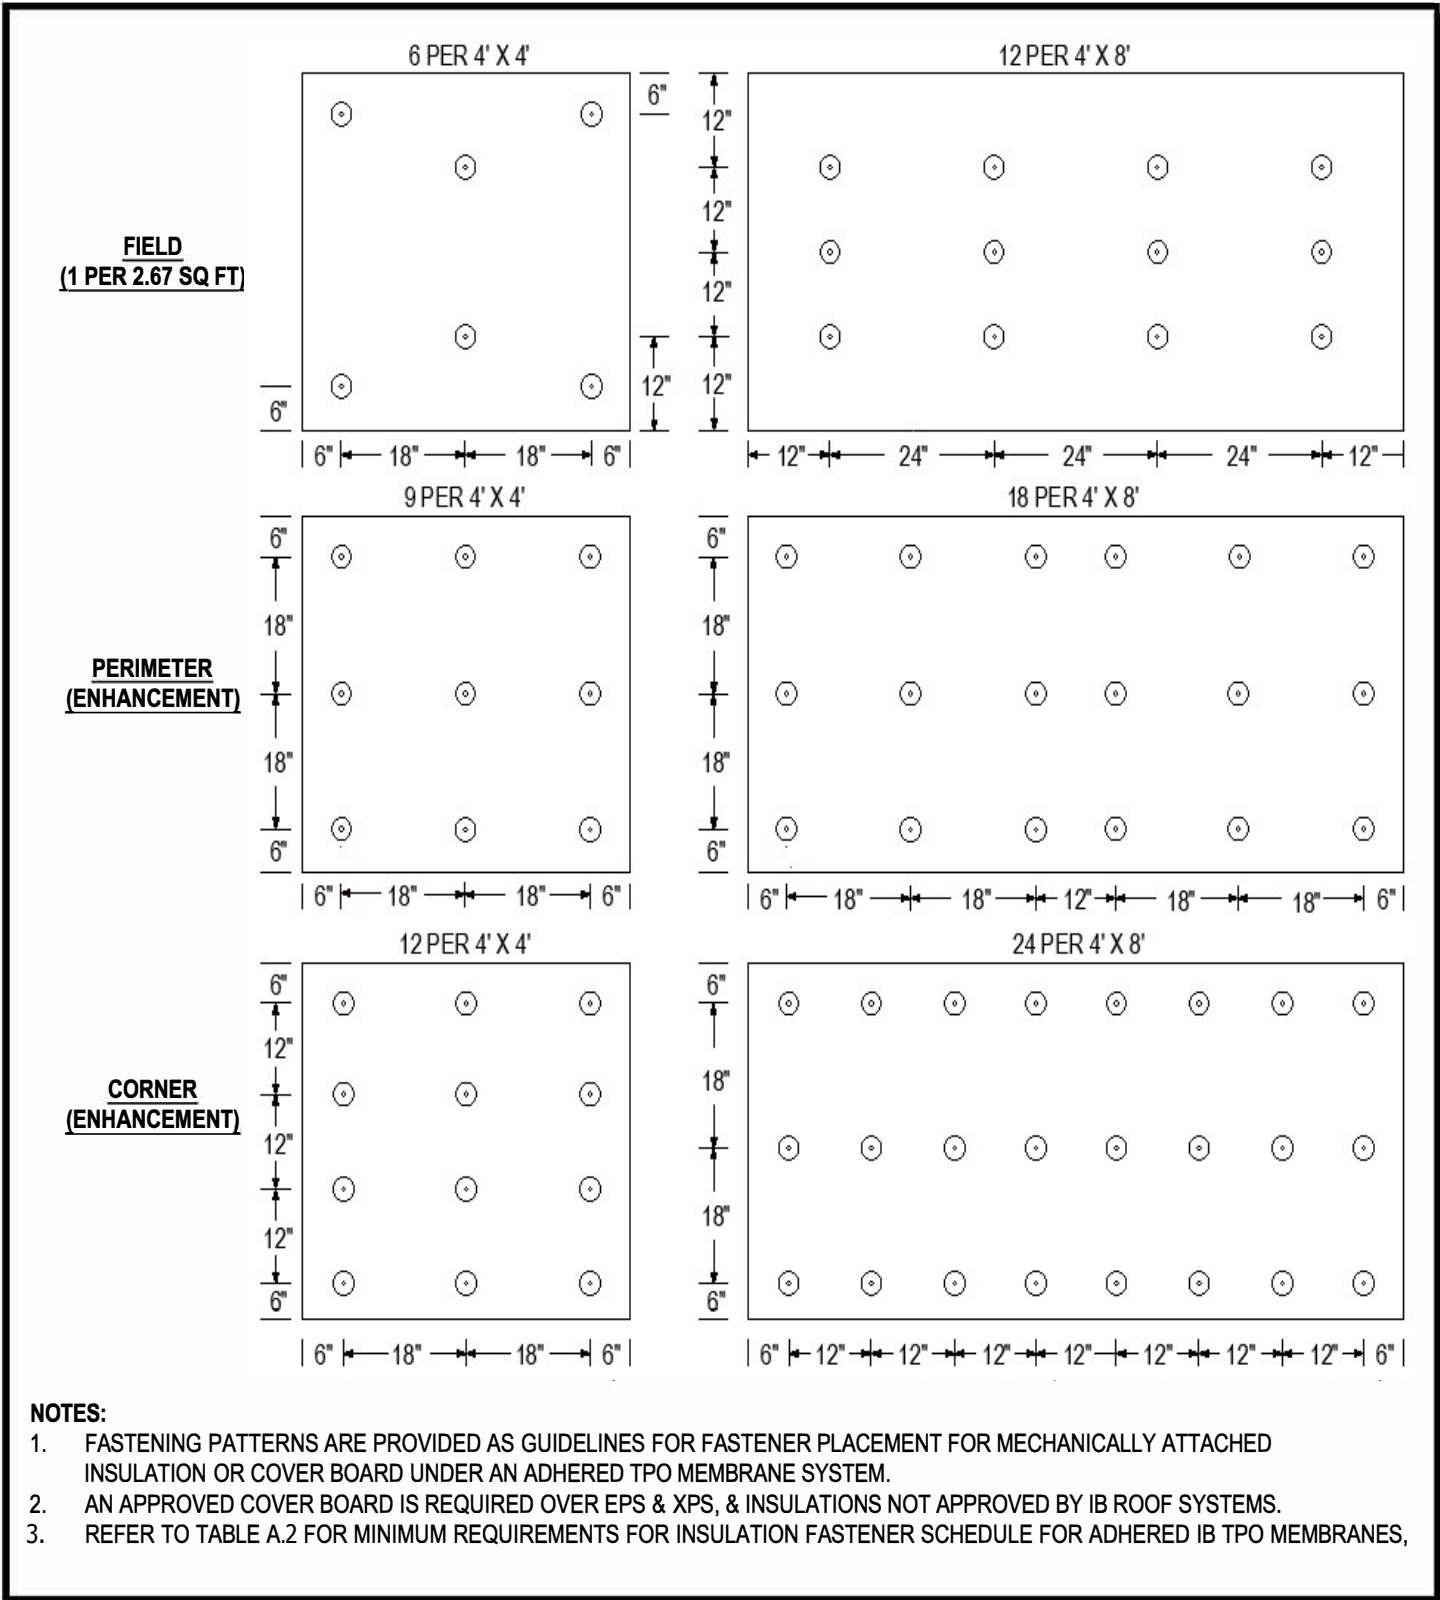 6 PER 4' X 4'
12 PER 4' X 8'
FIELD
(1 PER 2.67 SQ FT)
6"
12"
6"
12"
12"
12"
12"
12"
6" 18" 18" 6"
12" 24" 24" 24" 12"
9 PER 4' X 4'
18 PER 4' X 8'
PERIMETER
(ENHANCEMENT)
6"
18"
18"
6"
6"
18"
18"
6"
6" 18" 18" 6"
6" 18" 18" 12" 18" 18" 6"
12 PER 4' X 4'
24 PER 4' X 8'
CORNER
(ENHANCEMENT)
6"
12"
12"
12"
6"
6"
18"
18"
6"
6" 18" 18" 6"
6" 12" 12" 12" 12" 12" 12" 12" 6"
NOTES:
1. FASTENING PATTERNS ARE PROVIDED AS GUIDELINES FOR FASTENER PLACEMENT FOR MECHANICALLY ATTACHED
INSULATION OR COVER BOARD UNDER AN ADHERED TPO MEMBRANE SYSTEM.
2. AN APPROVED COVER BOARD IS REQUIRED OVER EPS & XPS, & INSULATIONS NOT APPROVED BY IB ROOF SYSTEMS.
3. REFER TO TABLE A.2 FOR MINIMUM REQUIREMENTS FOR INSULATION FASTENER SCHEDULE FOR ADHERED IB TPO MEMBRANES,